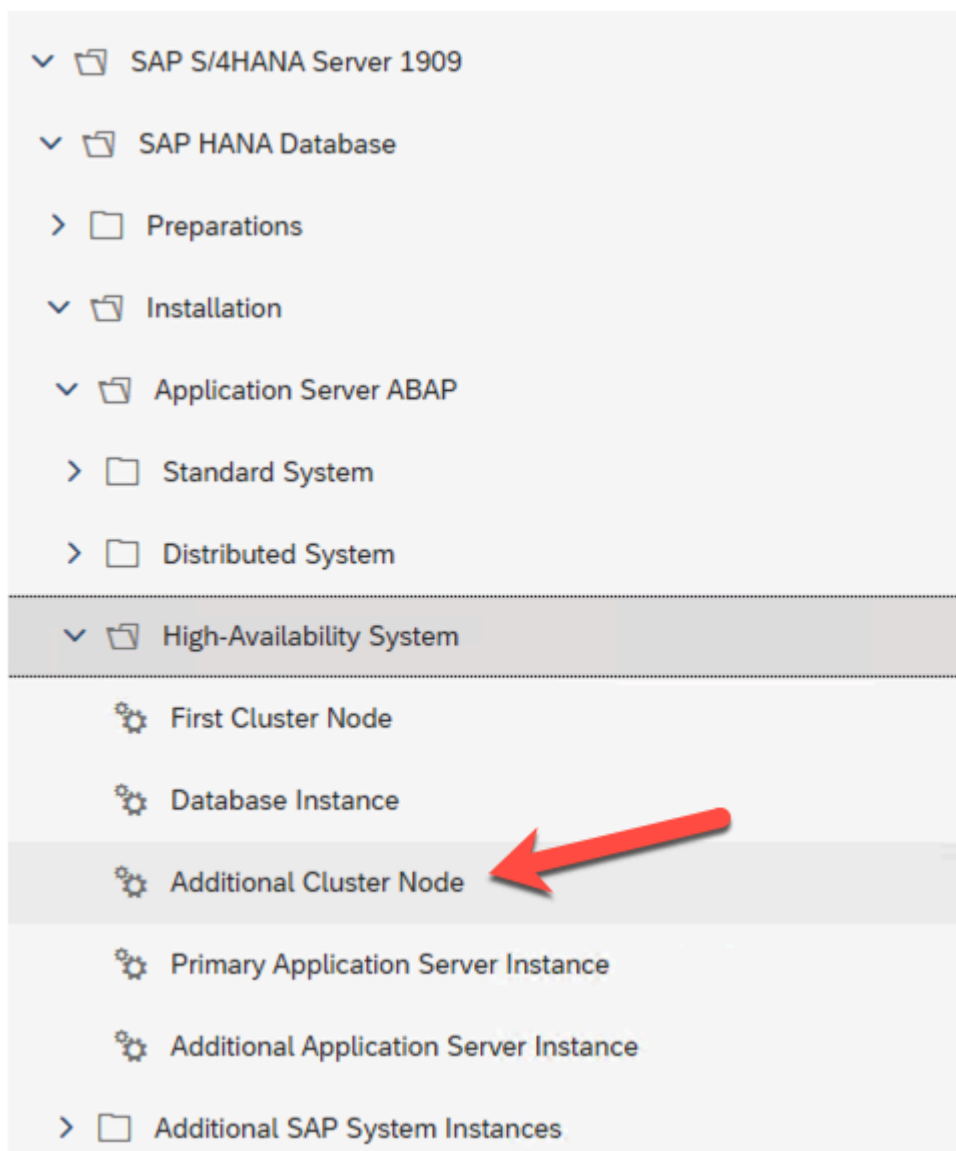 SAP S/4HANA Server 1909
SAP HANA Database
Preparations
Installation
Application Server ABAP
Standard System
Distributed System
High-Availability System
First Cluster Node
Database Instance
Additional Cluster Node
Primary Application Server Instance
Additional Application Server Instance
Additional SAP System Instances